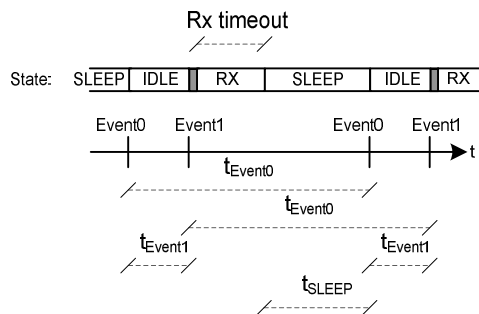 Rx timeout
State: SLEEP IDLE RX SLEEP IDLE RX
Event0 Event1 Event0 Event1
t
tEvent0
tEvent0
tEvent1 tEvent1
tSLEEP